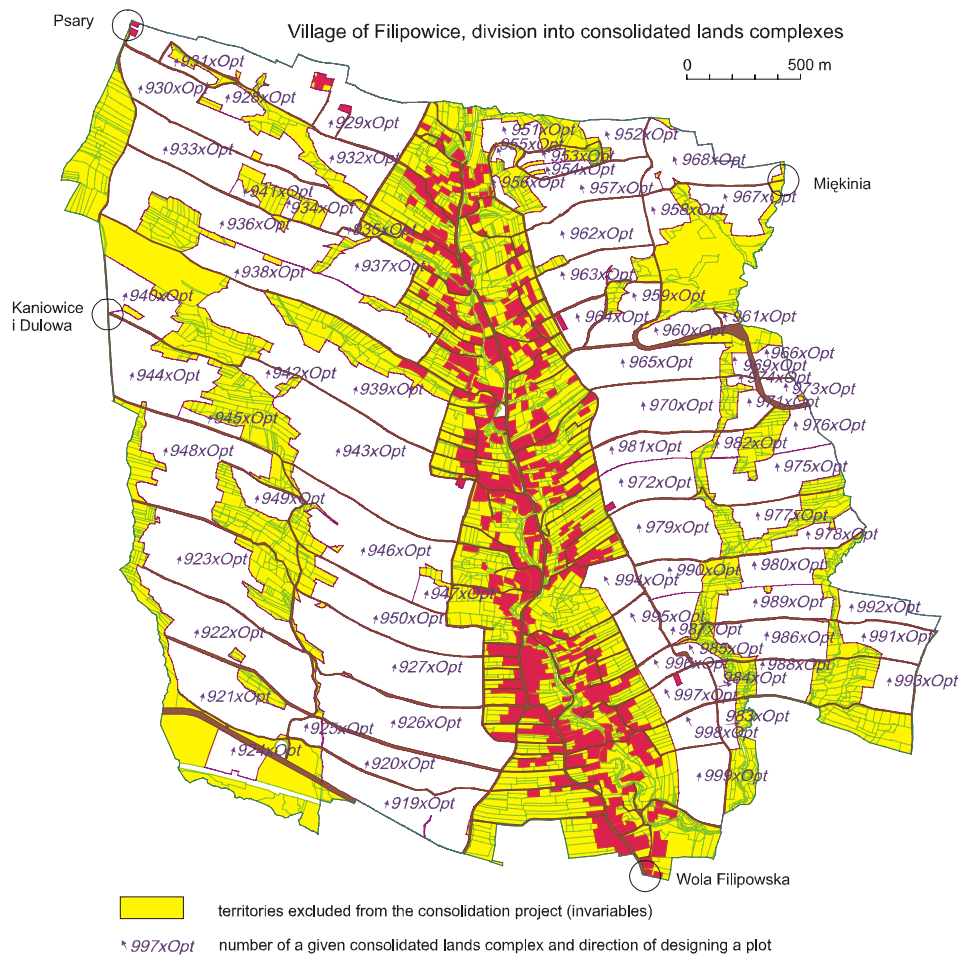 Psary
Village of Filipowice, division into consolidated lands complexes
0 500 m
931xOpt
930xOpt
928xOpt
929xOpt
951xOpt
952xOpt
955xOpt
933xOpt
932xOpt
953xOpt
968xOpt
954xOpt
956xOpt
957xOpt
Miękinia
941xOpt
934xOpt
967xOpt
958xOpt
936xOpt
935xOpt
962xOpt
938xOpt
937xOpt
963xOpt
940xOpt
959xOpt
Kaniowice
i Dulowa
964xOpt
961xOpt
960xOpt
966xOpt
965xOpt
969xOpt
944xOpt
942xOpt
974xOpt
939xOpt
973xOpt
970xOpt
971xOpt
945xOpt
976xOpt
948xOpt
943xOpt
981xOpt
982xOpt
975xOpt
972xOpt
949xOpt
977xOpt
979xOpt
978xOpt
923xOpt
946xOpt
980xOpt
990xOpt
994xOpt
947xOpt
989xOpt
992xOpt
950xOpt
995xOpt
922xOpt
987xOpt
986xOpt
991xOpt
985xOpt
927xOpt
996xOpt
988xOpt
984xOpt
993xOpt
921xOpt
997xOpt
983xOpt
926xOpt
925xOpt
998xOpt
924xOpt
920xOpt
999xOpt
919xOpt
Wola Filipowska
territories excluded from the consolidation project (invariables)
997xOpt number of a given consolidated lands complex and direction of designing a plot